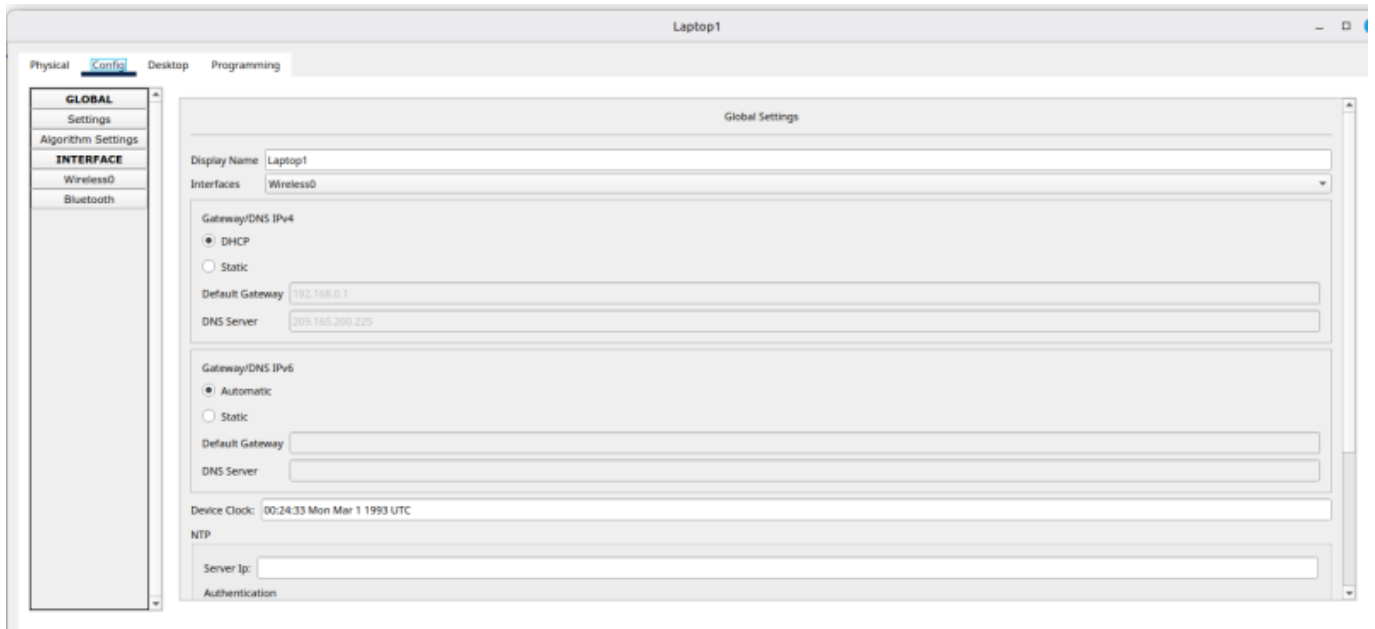 Laptop1
Physical Config Desktop Programming
GLOBAL
Settings
Algorithm Settings
INTERFACE
Wireless0
Bluetooth
Global Settings
Display Name Laptop1
Interfaces Wireless0
Gateway/DNS IPv4
DHCP
Static
Default Gateway 192.168.0.1
DNS Server 209.165.200.225
Gateway/DNS IPv6
Automatic
Static
Default Gateway
DNS Server
Device Clock: 00:24:33 Mon Mar 1 1993 UTC
NTP
Server Ip:
Authentication